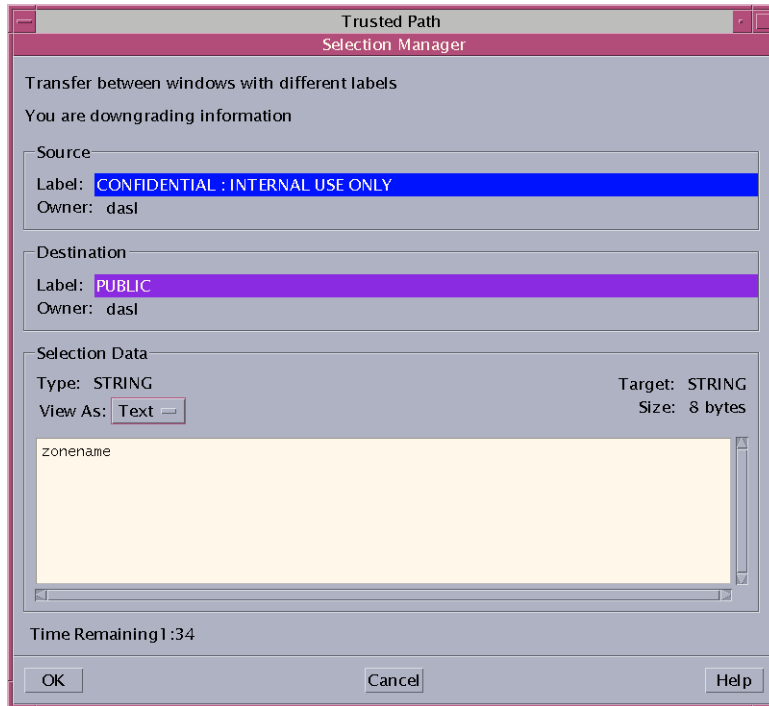 Trusted Path
Selection Manager
Transfer between windows with different labels
You are downgrading information
Source
Label: CONFIDENTIAL : INTERNAL USE ONLY
Owner: dasl
Destination
Label: PUBLIC
Owner: dasl
Selection Data
Type: STRING Target: STRING
View As: Text Size: 8 bytes
zonename
Time Remaining1:34
OK Cancel Help